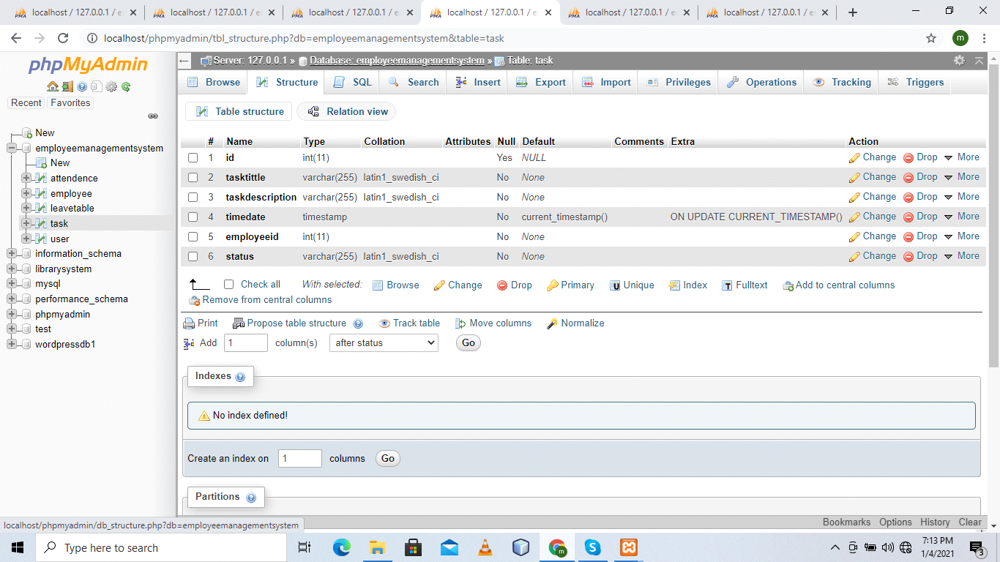 localhost / 127.0.0.1 / e
localhost / 127.0.0.1 / e
localhost / 127.0.0.1 / e
localhost / 127.0.0.1 / e
localhost / 127.0.0.1 / e
localhost / 127.0.0.1 / e
localhost/phpmyadmin/tbl_structure.php?db=employeemanagementsystem&table=task
m
phpMyAdmin
Recent Favorites
New
employeemanagementsystem
New
attendence
employee
leavetable
task
user
information_schema
librarysystem
mysql
performance_schema
phpmyadmin
test
wordpressdb1
Server: 127.0.0.1 » Database: employeemanagementsystem » Table: task
Browse Structure SQL Search Insert Export Import Privileges Operations Tracking Triggers
Table structure Relation view
# Name Type Collation Attributes Null Default Comments Extra Action
1 id int(11) Yes NULL Change Drop More
2 tasktittle varchar(255) latin1_swedish_ci No None Change Drop More
3 taskdescription varchar(255) latin1_swedish_ci No None Change Drop More
4 timedate timestamp No current_timestamp() ON UPDATE CURRENT_TIMESTAMP() Change Drop More
5 employeeid int(11) No None Change Drop More
6 status varchar(255) latin1_swedish_ci No None Change Drop More
Check all With selected: Browse Change Drop Primary Unique Index Fulltext Add to central columns
Remove from central columns
Print Propose table structure Track table Move columns Normalize
Add 1 column(s) after status Go
Indexes
No index defined!
Create an index on 1 columns Go
Partitions
localhost/phpmyadmin/db_structure.php?db=employeemanagementsystem
Bookmarks Options History Clear
Type here to search
7:13 PM
1/4/2021
3